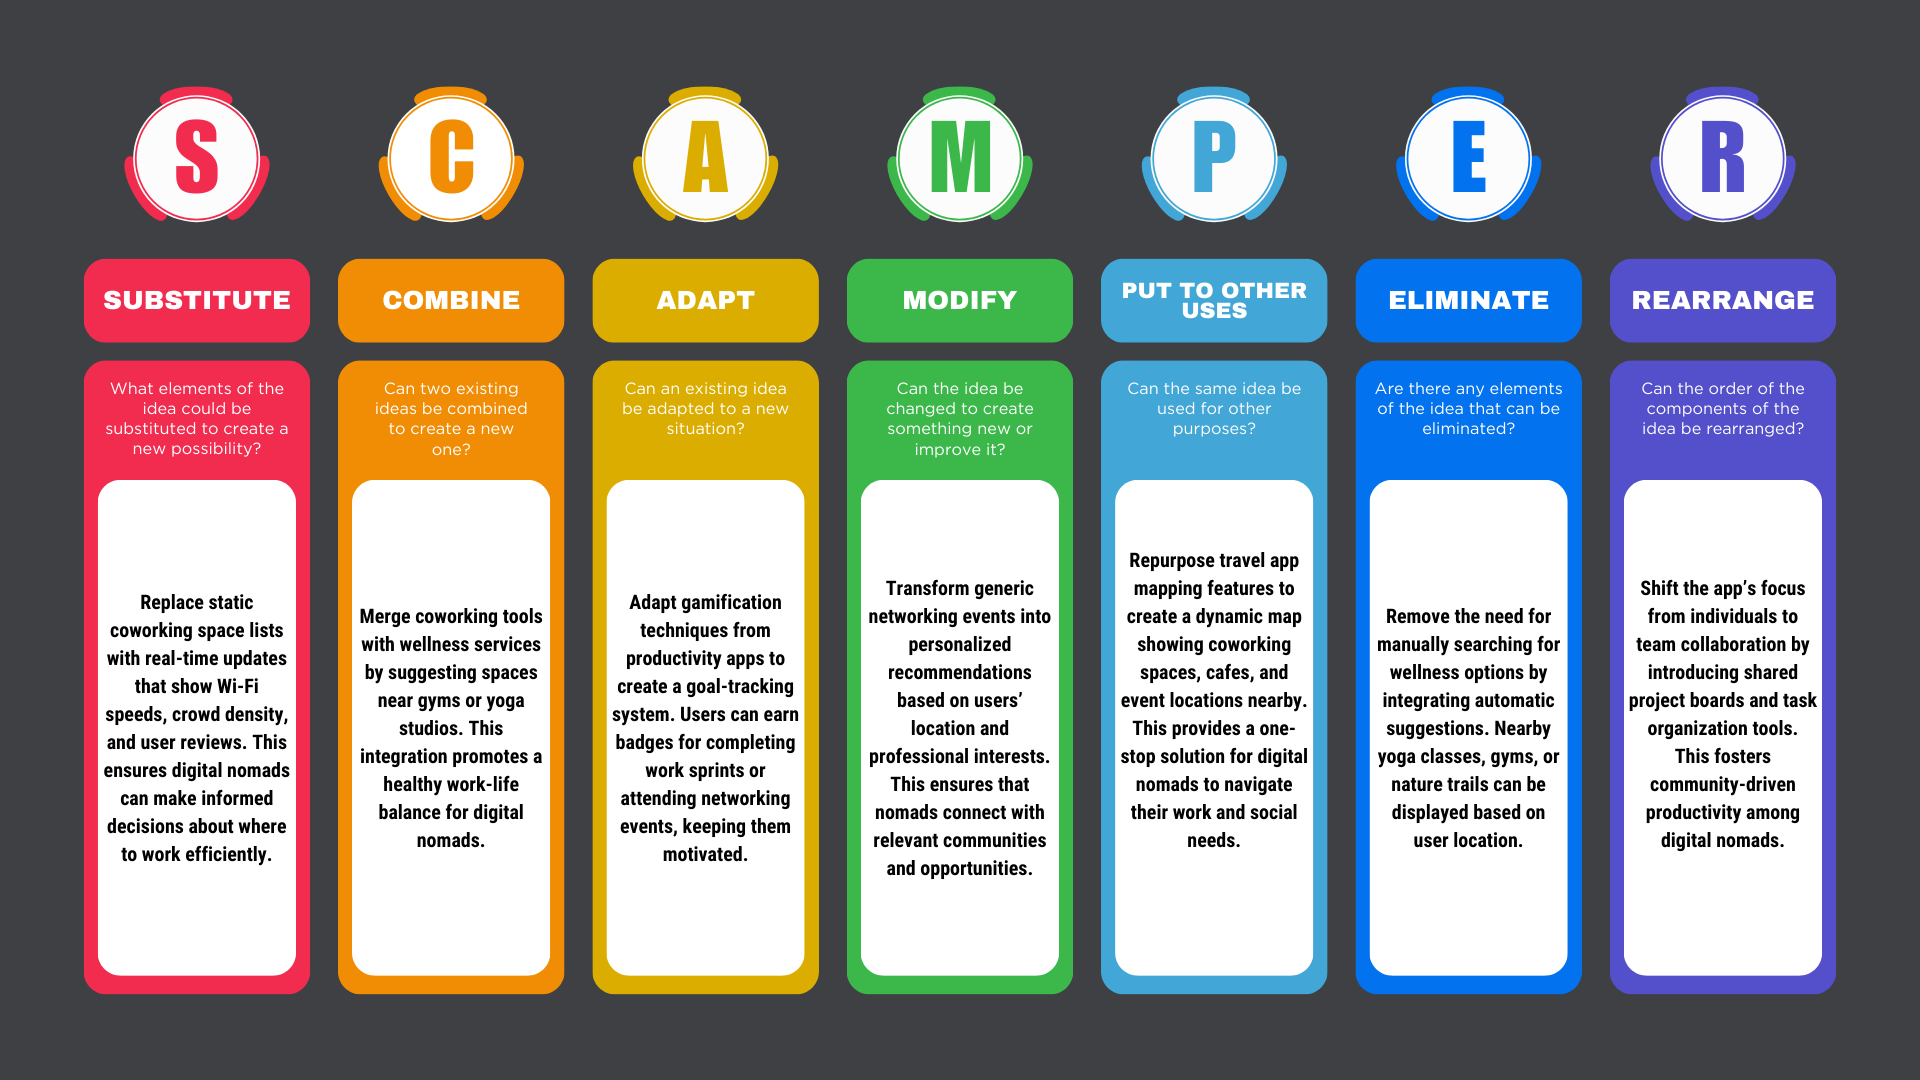 S
C
A
M
P
E
R
SUBSTITUTE
COMBINE
ADAPT
MODIFY
PUT TO OTHER
USES
ELIMINATE
REARRANGE
What elements of the
idea could be
substituted to create a
new possibility?
Replace static
coworking space lists
with real-time updates
that show Wi-Fi
speeds, crowd density,
and user reviews. This
ensures digital nomads
can make informed
decisions about where
to work efficiently.
Can two existing
ideas be combined
to create a new
one?
Merge coworking tools
with wellness services
by suggesting spaces
near gyms or yoga
studios. This
integration promotes a
healthy work-life
balance for digital
nomads.
Can an existing idea
be adapted to a new
situation?
Adapt gamification
techniques from
productivity apps to
create a goal-tracking
system. Users can earn
badges for completing
work sprints or
attending networking
events, keeping them
motivated.
Can the idea be
changed to create
something new or
improve it?
Transform generic
networking events into
personalized
recommendations
based on users’
location and
professional interests.
This ensures that
nomads connect with
relevant communities
and opportunities.
Can the same idea be
used for other
purposes?
Repurpose travel app
mapping features to
create a dynamic map
showing coworking
spaces, cafes, and
event locations nearby.
This provides a one-
stop solution for digital
nomads to navigate
their work and social
needs.
Are there any elements
of the idea that can be
eliminated?
Remove the need for
manually searching for
wellness options by
integrating automatic
suggestions. Nearby
yoga classes, gyms, or
nature trails can be
displayed based on
user location.
Can the order of the
components of the
idea be rearranged?
Shift the app’s focus
from individuals to
team collaboration by
introducing shared
project boards and task
organization tools.
This fosters
community-driven
productivity among
digital nomads.